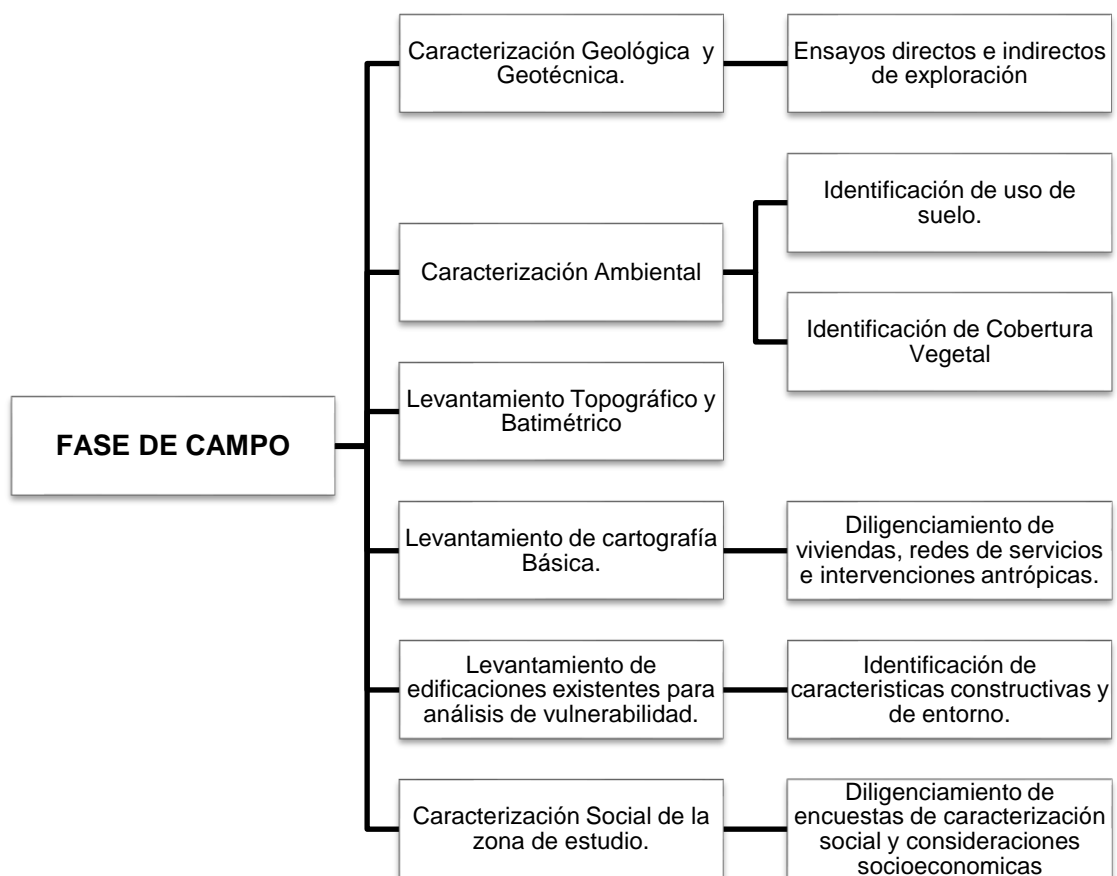 Caracterización Geológica y
Geotécnica.
Ensayos directos e indirectos
de exploración
Caracterización Ambiental
Identificación de uso de
suelo.
Identificación de Cobertura
Vegetal
FASE DE CAMPO
Levantamiento Topográfico y
Batimétrico
Levantamiento de cartografía
Básica.
Diligenciamiento de
viviendas, redes de servicios
e intervenciones antrópicas.
Levantamiento de
edificaciones existentes para
análisis de vulnerabilidad.
Identificación de
caracteristicas constructivas y
de entorno.
Caracterización Social de la
zona de estudio.
Diligenciamiento de
encuestas de caracterización
social y consideraciones
socioeconomicas